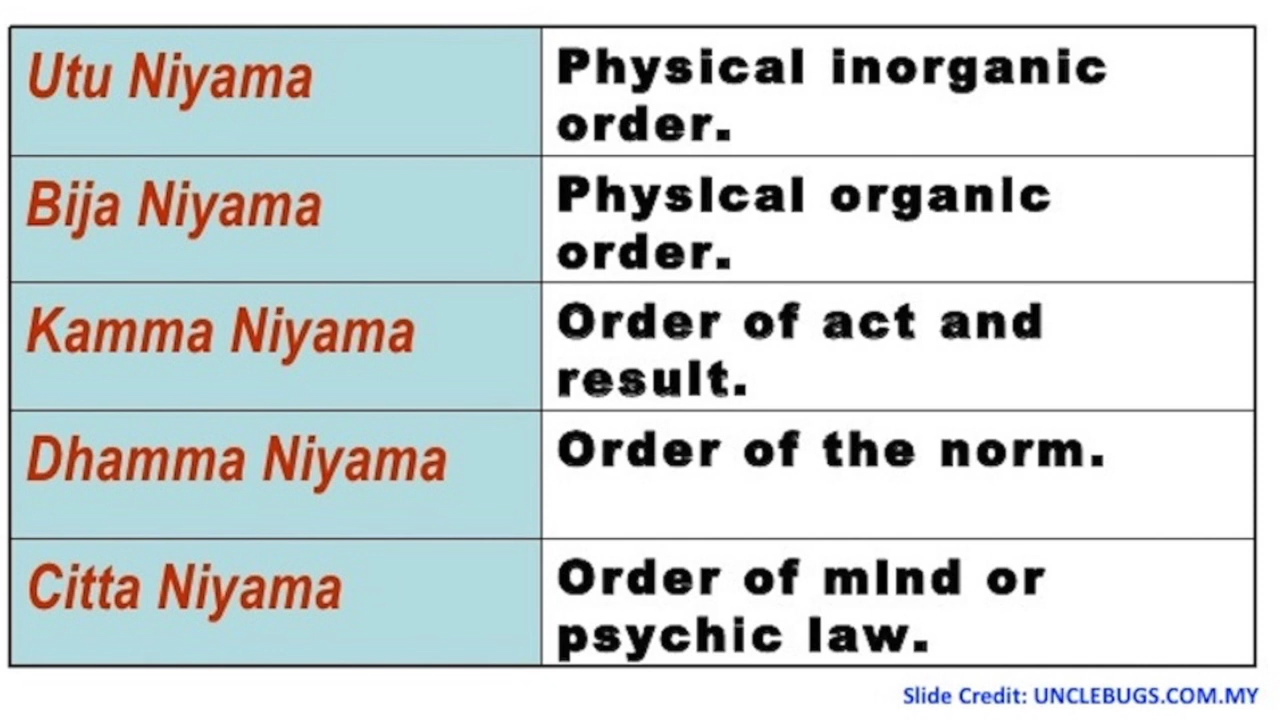 Utu Niyama
Physical inorganic
order.
Bija Niyama
Physical organic
order.
Kamma Niyama
Order of act and
result.
Dhamma Niyama
Order of the norm.
Citta Niyama
Order of mind or
psychic law.
Slide Credit: UNCLEBUGS.COM.MY